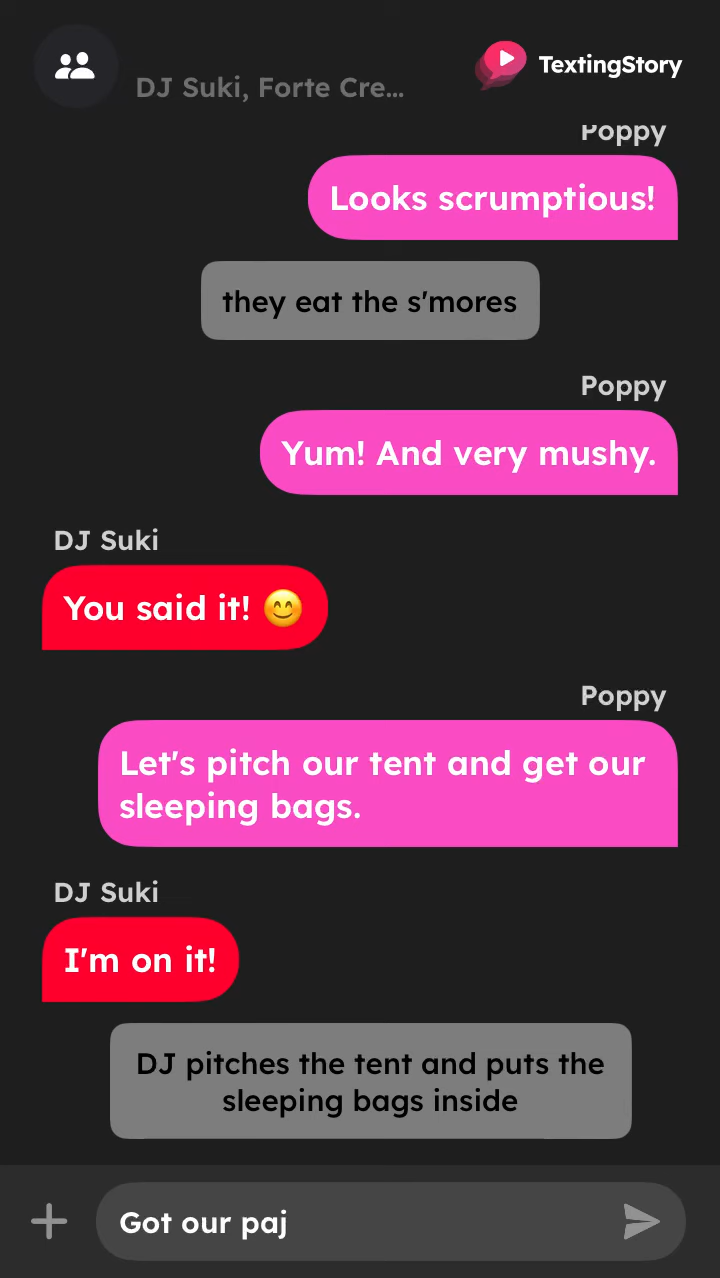 DJ Suki, Forte Cre...
TextingStory
Poppy
Looks scrumptious!
they eat the s'mores
Poppy
Yum! And very mushy.
DJ Suki
You said it! 😊
Poppy
Let's pitch our tent and get our
sleeping bags.
DJ Suki
I'm on it!
DJ pitches the tent and puts the
sleeping bags inside
Got our paj